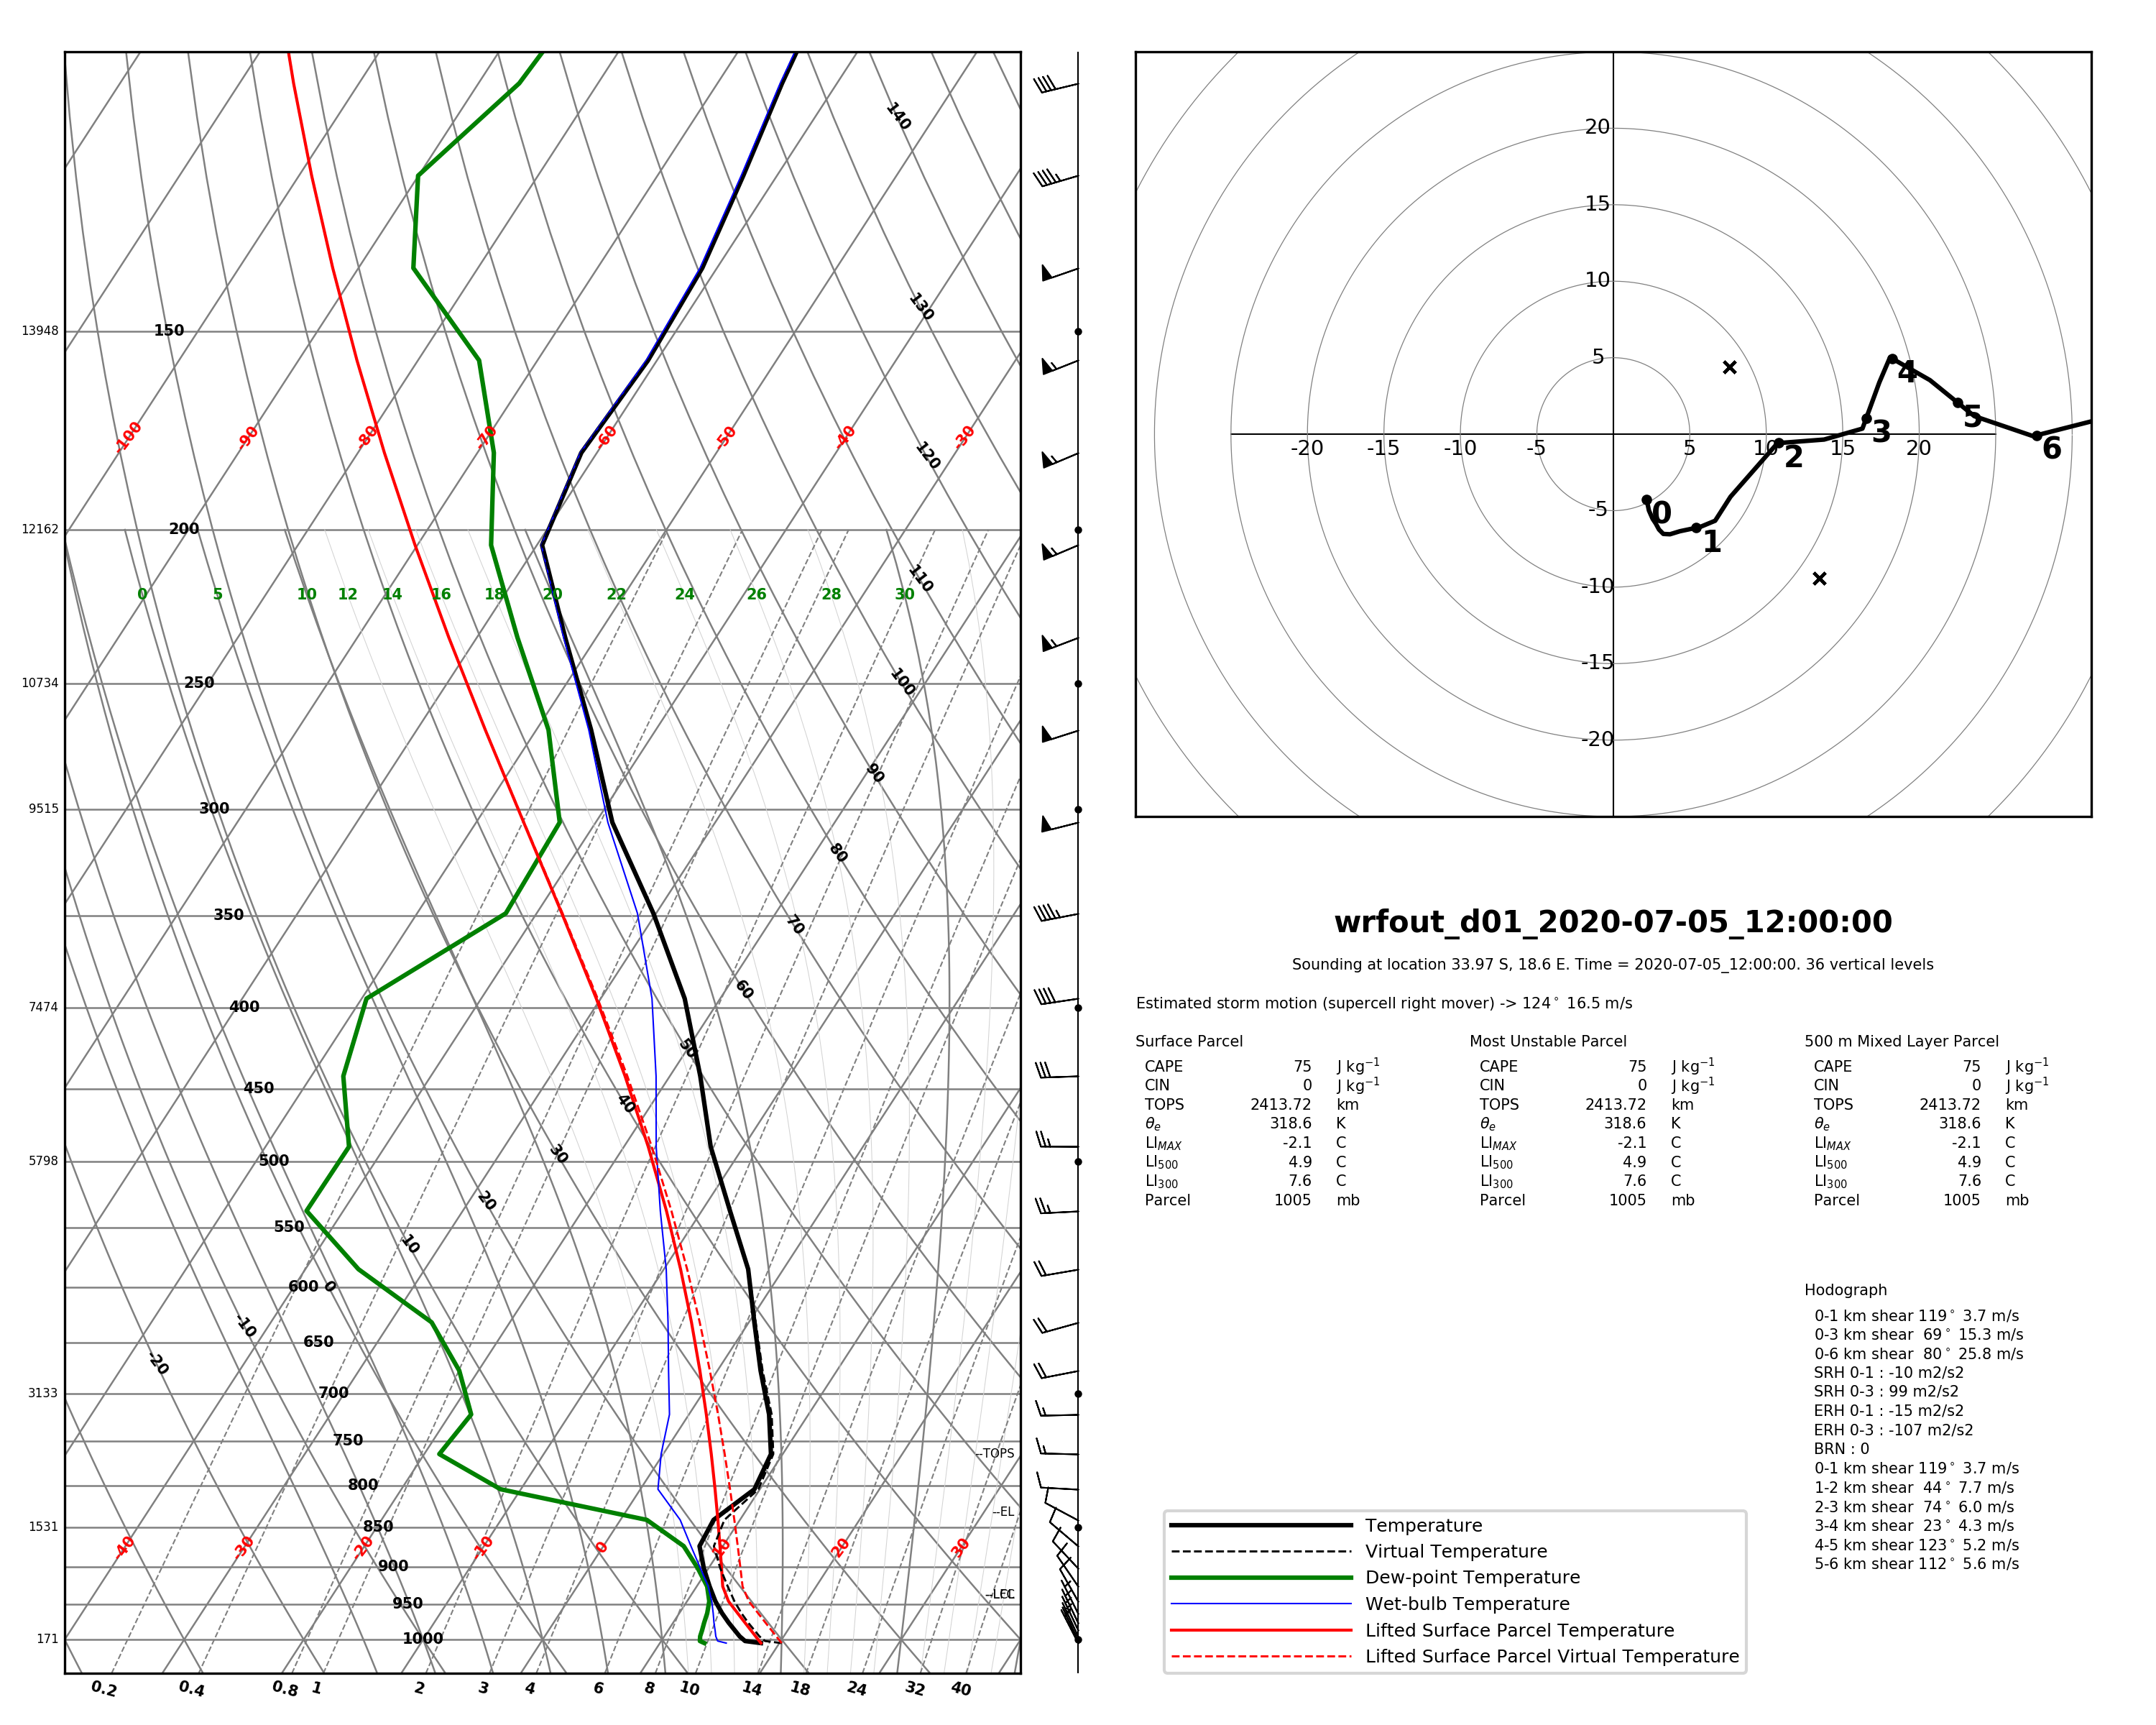 140
130
120
110
100
90
80
70
60
50
40
30
20
10
0
-10
-20
13948 150
-100 -90 -80 -70 -60 -50 -40 -30
12162 200
0 5 10 12 14 16 18 20 22 24 26 28 30
10734 250
9515 300
350
7474 400
450
5798 500
550
600
650
3133 700
750
--TOPS
800
--EL
1531 850
-40 -30 -20 -10 0 10 20 30
900
--LCL
950
171 1000
0.2 0.4 0.8 1 2 3 4 6 8 10 14 18 24 32 40
20
15
10
5
-20 -15 -10 -5 5 10 15 20
-5
-10
-15
-20
0 1 2 3 4 5 6
wrfout_d01_2020-07-05_12:00:00
Sounding at location 33.97 S, 18.6 E. Time = 2020-07-05_12:00:00. 36 vertical levels
Estimated storm motion (supercell right mover) -> 124° 16.5 m/s
Surface Parcel
CAPE 75 J kg⁻¹
CIN 0 J kg⁻¹
TOPS 2413.72 km
θe 318.6 K
LIMAX -2.1 C
LI500 4.9 C
LI300 7.6 C
Parcel 1005 mb
Most Unstable Parcel
CAPE 75 J kg⁻¹
CIN 0 J kg⁻¹
TOPS 2413.72 km
θe 318.6 K
LIMAX -2.1 C
LI500 4.9 C
LI300 7.6 C
Parcel 1005 mb
500 m Mixed Layer Parcel
CAPE 75 J kg⁻¹
CIN 0 J kg⁻¹
TOPS 2413.72 km
θe 318.6 K
LIMAX -2.1 C
LI500 4.9 C
LI300 7.6 C
Parcel 1005 mb
Hodograph
0-1 km shear 119° 3.7 m/s
0-3 km shear 69° 15.3 m/s
0-6 km shear 80° 25.8 m/s
SRH 0-1 : -10 m2/s2
SRH 0-3 : 99 m2/s2
ERH 0-1 : -15 m2/s2
ERH 0-3 : -107 m2/s2
BRN : 0
0-1 km shear 119° 3.7 m/s
1-2 km shear 44° 7.7 m/s
2-3 km shear 74° 6.0 m/s
3-4 km shear 23° 4.3 m/s
4-5 km shear 123° 5.2 m/s
5-6 km shear 112° 5.6 m/s
Temperature
Virtual Temperature
Dew-point Temperature
Wet-bulb Temperature
Lifted Surface Parcel Temperature
Lifted Surface Parcel Virtual Temperature